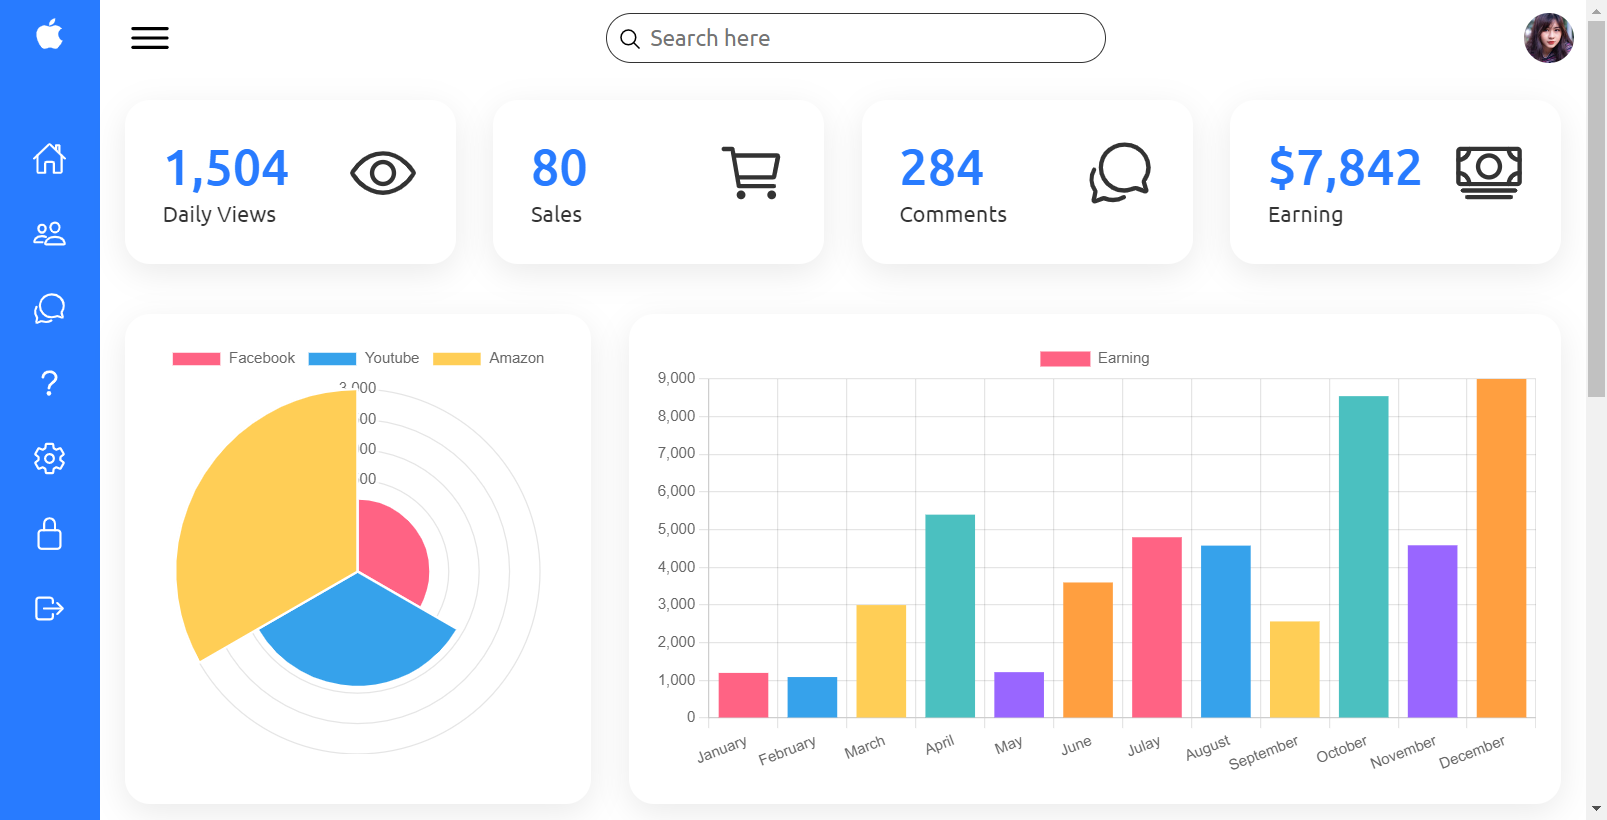 Search here
1,504
Daily Views
80
Sales
284
Comments
$7,842
Earning
Facebook Youtube Amazon
3,000
00
00
00
Earning
9,000
8,000
7,000
6,000
5,000
4,000
3,000
2,000
1,000
0
January February March April May June Julay August September October November December